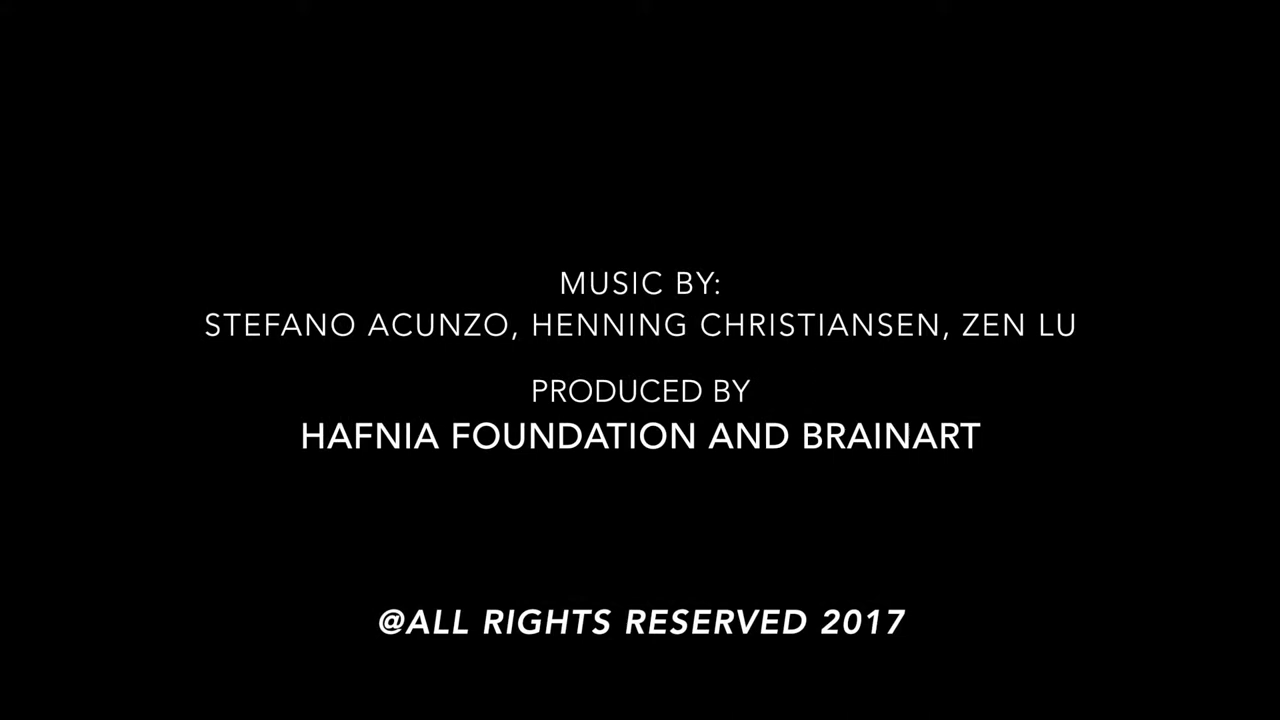 MUSIC BY:
STEFANO ACUNZO, HENNING CHRISTIANSEN, ZEN LU
PRODUCED BY
HAFNIA FOUNDATION AND BRAINART
@ALL RIGHTS RESERVED 2017